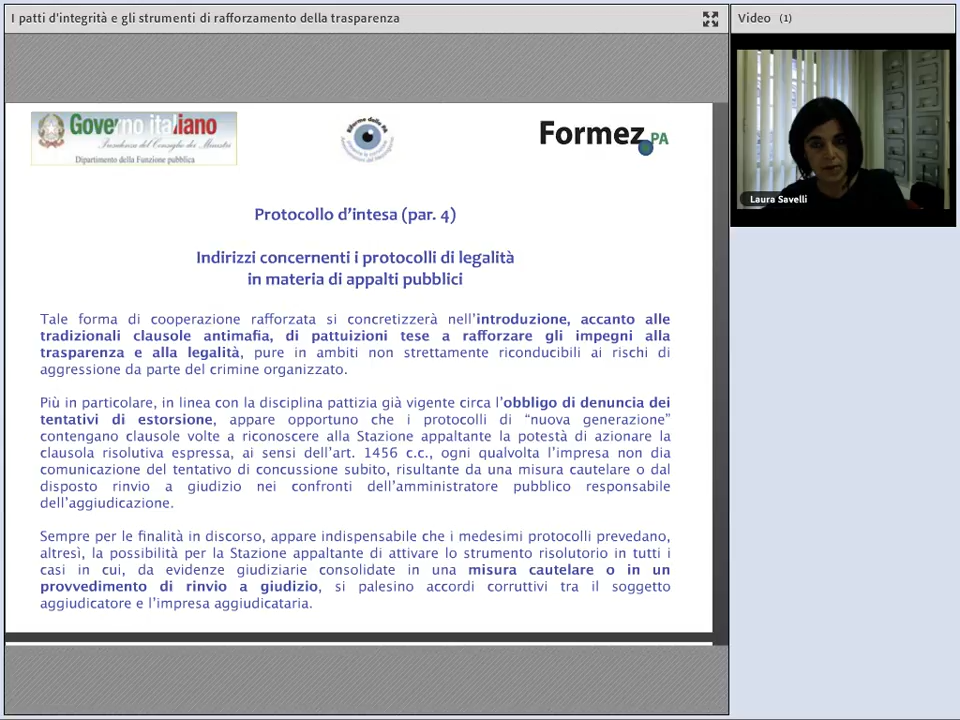 I patti d'integrità e gli strumenti di rafforzamento della trasparenza
Video (1)
Governo italiano
Presidenza del Consiglio dei Ministri
Dipartimento della Funzione pubblica
Formez PA
Laura Savelli
Protocollo d'intesa (par. 4)
Indirizzi concernenti i protocolli di legalità
in materia di appalti pubblici
Tale forma di cooperazione rafforzata si concretizzerà nell'introduzione, accanto alle
tradizionali clausole antimafia, di pattuizioni tese a rafforzare gli impegni alla
trasparenza e alla legalità, pure in ambiti non strettamente riconducibili ai rischi di
aggressione da parte del crimine organizzato.
Più in particolare, in linea con la disciplina pattizia già vigente circa l'obbligo di denuncia dei
tentativi di estorsione, appare opportuno che i protocolli di "nuova generazione"
contengano clausole volte a riconoscere alla Stazione appaltante la potestà di azionare la
clausola risolutiva espressa, ai sensi dell'art. 1456 c.c., ogni qualvolta l'impresa non dia
comunicazione del tentativo di concussione subito, risultante da una misura cautelare o dal
disposto rinvio a giudizio nei confronti dell'amministratore pubblico responsabile
dell'aggiudicazione.
Sempre per le finalità in discorso, appare indispensabile che i medesimi protocolli prevedano,
altresì, la possibilità per la Stazione appaltante di attivare lo strumento risolutorio in tutti i
casi in cui, da evidenze giudiziarie consolidate in una misura cautelare o in un
provvedimento di rinvio a giudizio, si palesino accordi corruttivi tra il soggetto
aggiudicatore e l'impresa aggiudicataria.